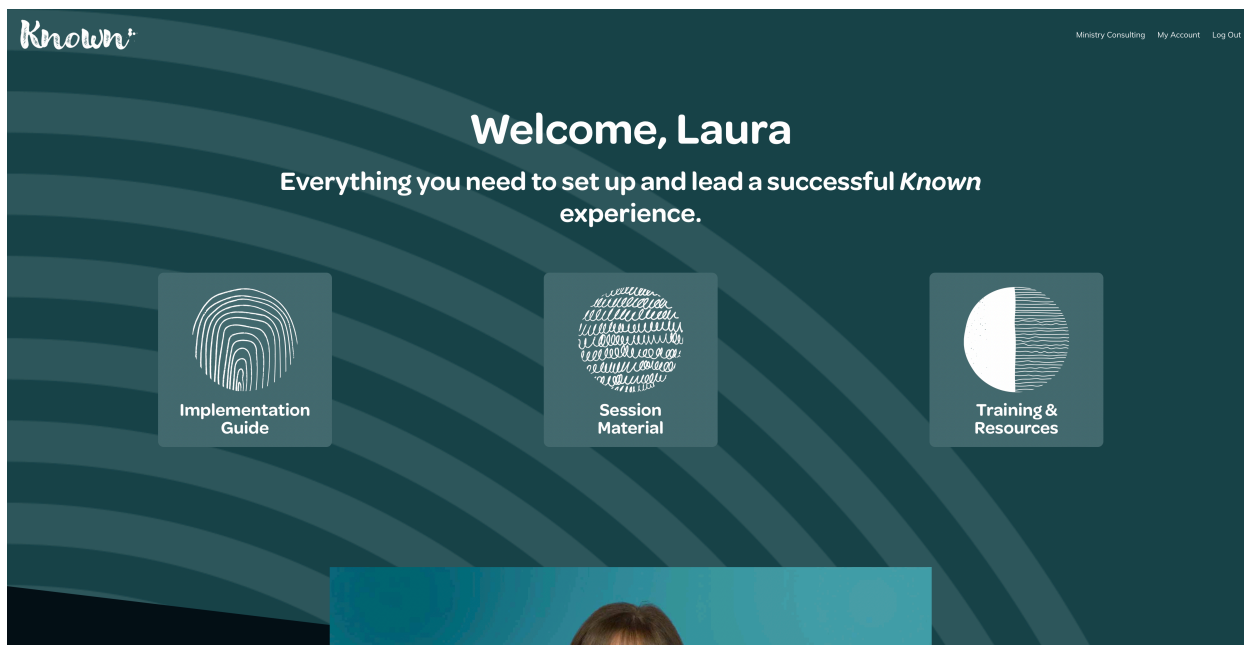 Known
Ministry Consulting
My Account
Log Out
Welcome, Laura
Everything you need to set up and lead a successful Known
experience.
Implementation
Guide
Session
Material
Training &
Resources